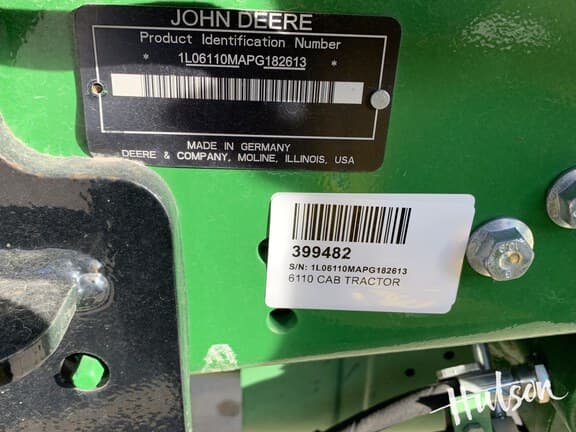 JOHN DEERE
Product Identification Number
* 1L06110MAPG182613 *
MADE IN GERMANY
DEERE & COMPANY, MOLINE, ILLINOIS, USA
399482
S/N: 1L06110MAPG182613
6110 CAB TRACTOR
Hutson